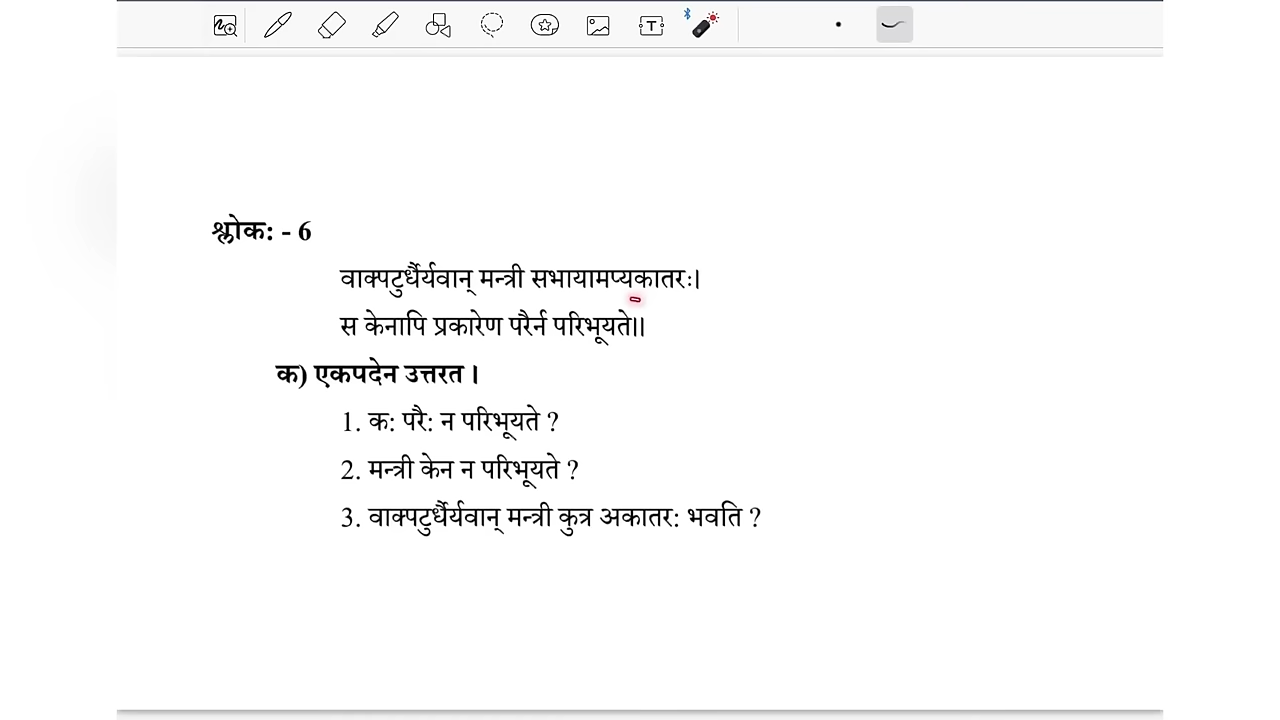 श्लोक: - 6
वाक्पटुर्धैर्यवान् मन्त्री सभायामप्यकातरः।
स केनापि प्रकारेण परैर्न परिभूयते॥
क) एकपदेन उत्तरत ।
1. क: परै: न परिभूयते ?
2. मन्त्री केन न परिभूयते ?
3. वाक्पटुर्धैर्यवान् मन्त्री कुत्र अकातर: भवति ?